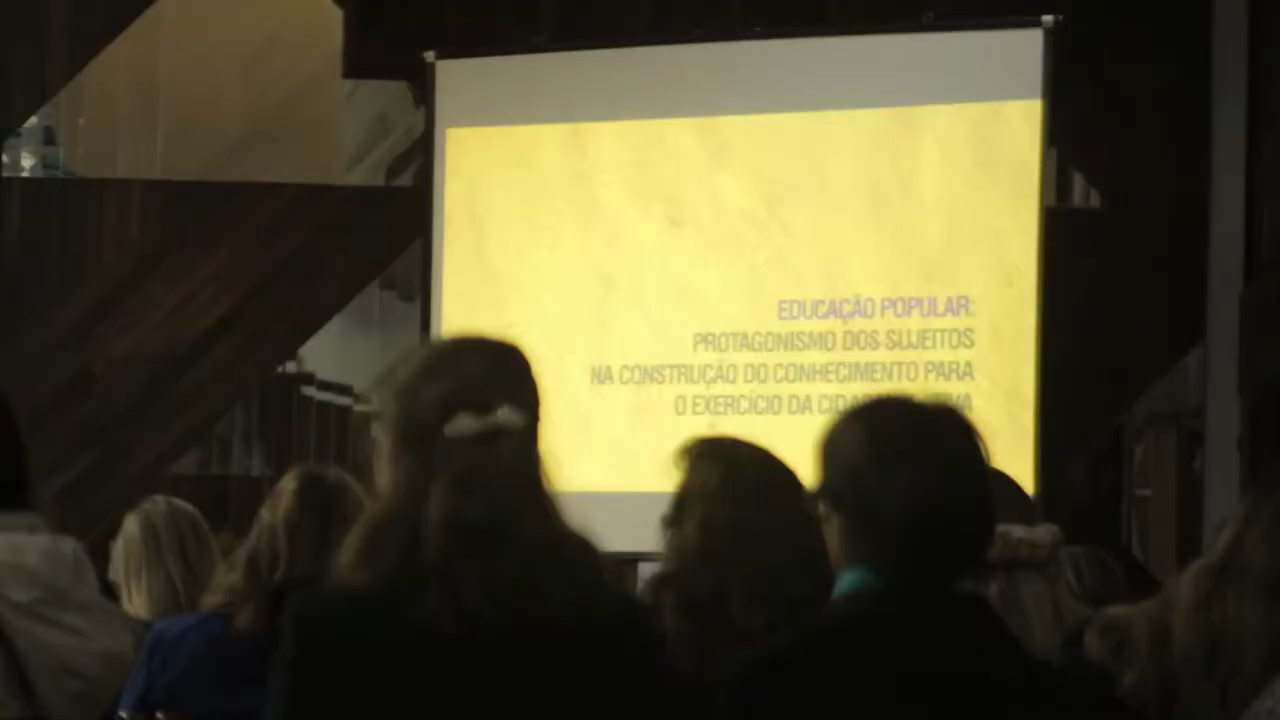 EDUCAÇÃO POPULAR:
PROTAGONISMO DOS SUJEITOS
NA CONSTRUÇÃO DO CONHECIMENTO PARA
O EXERCÍCIO DA